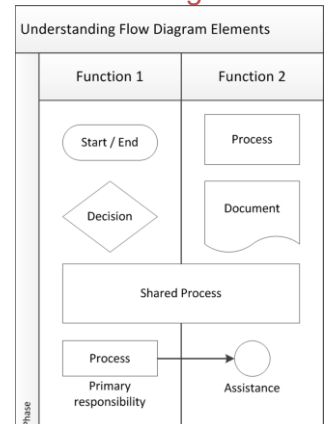 Understanding Flow Diagram Elements
Function 1
Function 2
Start / End
Process
Decision
Document
Shared Process
Process
Primary
responsibility
Assistance
Phase